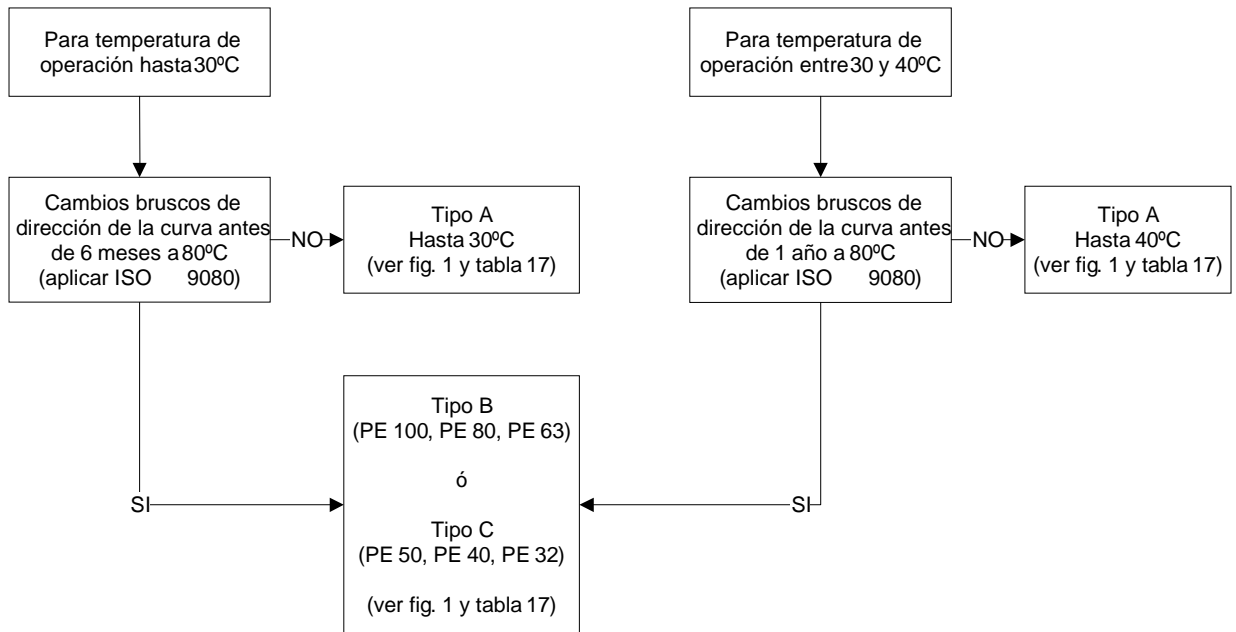 Para temperatura de
operación hasta 30ºC
Para temperatura de
operación entre 30 y 40ºC
Cambios bruscos de
dirección de la curva antes
de 6 meses a 80ºC
(aplicar ISO 9080)
NO
Tipo A
Hasta 30ºC
(ver fig. 1 y tabla 17)
Cambios bruscos de
dirección de la curva antes
de 1 año a 80ºC
(aplicar ISO 9080)
NO
Tipo A
Hasta 40ºC
(ver fig. 1 y tabla 17)
SI
Tipo B
(PE 100, PE 80, PE 63)
ó
Tipo C
(PE 50, PE 40, PE 32)
(ver fig. 1 y tabla 17)
SI